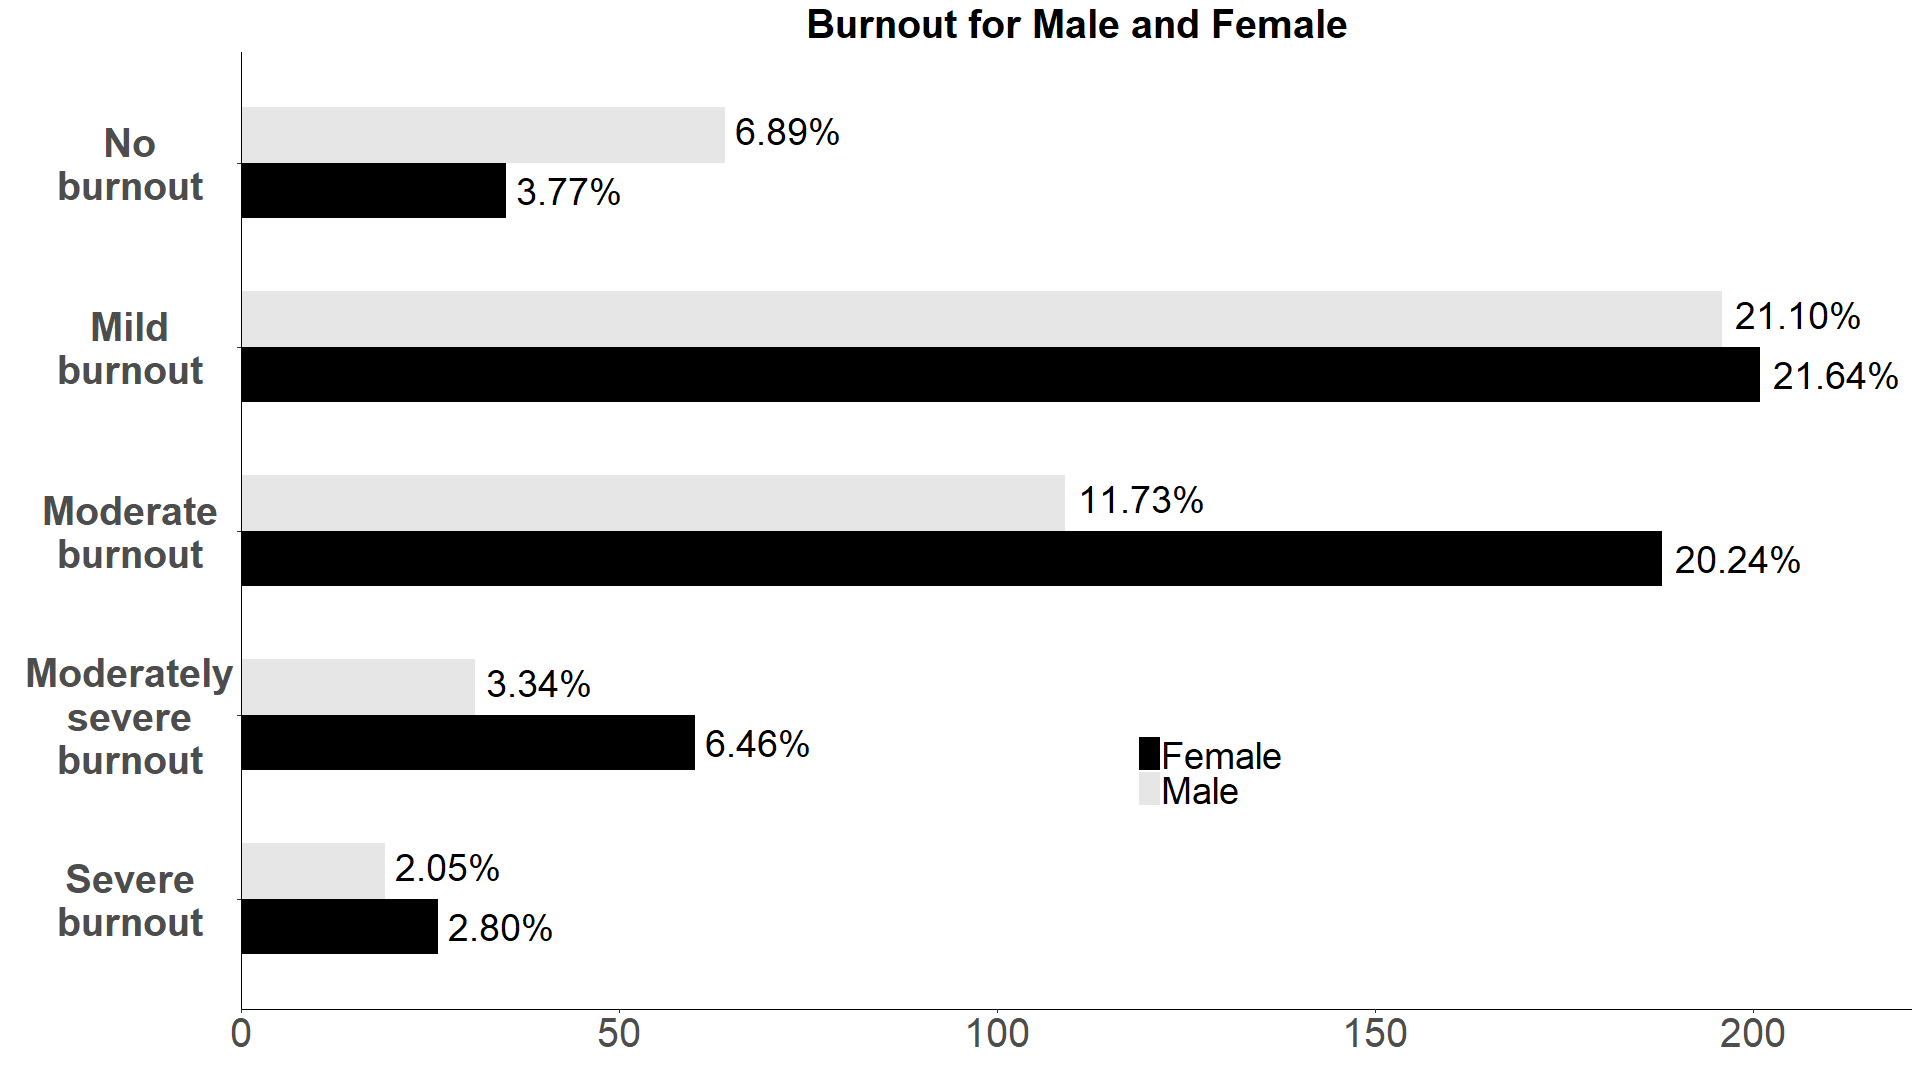 Burnout for Male and Female
No
burnout
6.89%
3.77%
Mild
burnout
21.10%
21.64%
Moderate
burnout
11.73%
20.24%
Moderately
severe
burnout
3.34%
6.46%
Female
Male
Severe
burnout
2.05%
2.80%
0 50 100 150 200